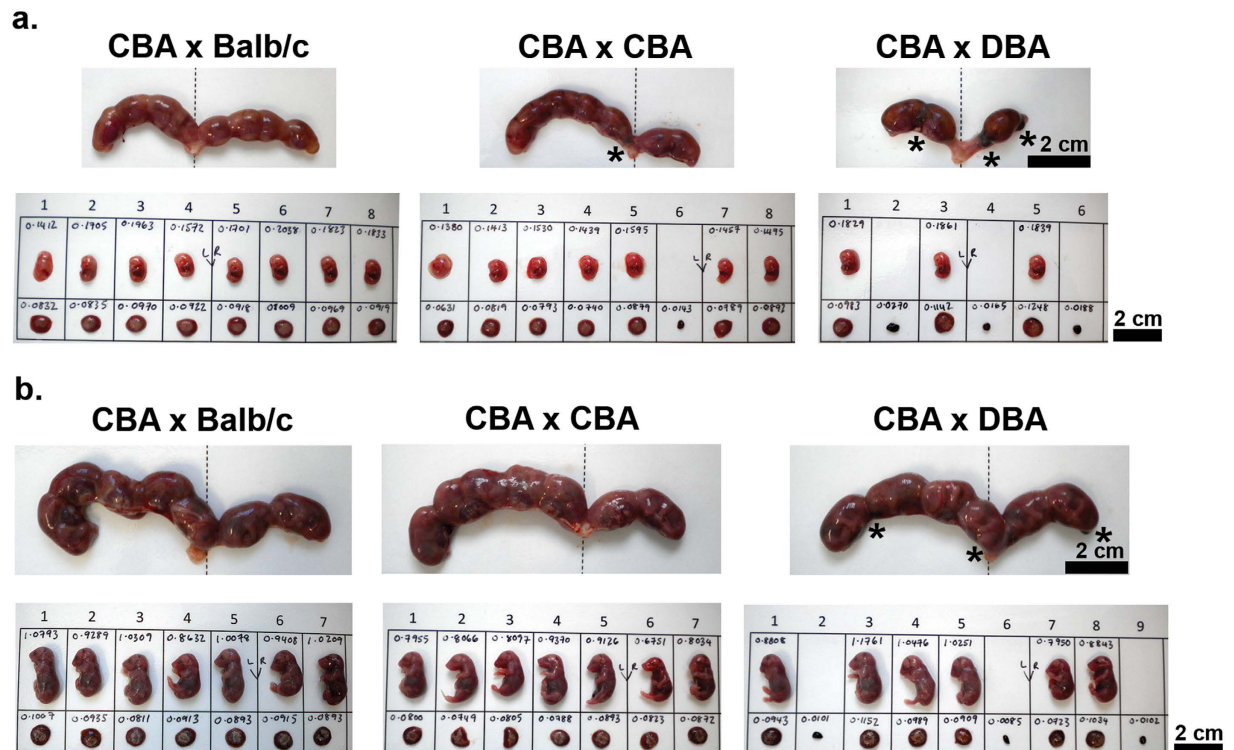 a.
CBA x Balb/c
CBA x CBA
CBA x DBA
*
* * *
2 cm
1 2 3 4 5 6 7 8
0.1412 0.1905 0.1963 0.1572 0.1701 0.2038 0.1823 0.1833
L R
0.0832 0.0835 0.0970 0.0922 0.0918 0.0969
1 2 3 4 5 6 7 8
0.1380 0.1413 0.1530 0.1439 0.1595 0.1457 0.1495
L R
0.0631 0.0819 0.0793 0.0740 0.0879 0.0143 0.0789
1 2 3 4 5 6
0.1829 0.1861 0.1839
L R
0.0983 0.0270 0.1142 0.0165 0.1248 0.0188
2 cm
b.
CBA x Balb/c
CBA x CBA
CBA x DBA
* * *
2 cm
1 2 3 4 5 6 7
1.0793 0.9289 1.0309 0.8632 1.0079 0.9408 1.0209
L R
0.1007 0.0935 0.0811 0.0913 0.0893 0.0915 0.0893
1 2 3 4 5 6 7
0.7955 0.8066 0.8097 0.9370 0.9126 0.6751 0.8034
L R
0.0800 0.0749 0.0805 0.0788 0.0893 0.0823 0.0872
1 2 3 4 5 6 7 8 9
0.8808 1.1761 1.0476 1.0251 0.7950 0.8843
L R
0.0943 0.0101 0.1152 0.0989 0.0909 0.0085 0.0923 0.1034 0.0102
2 cm